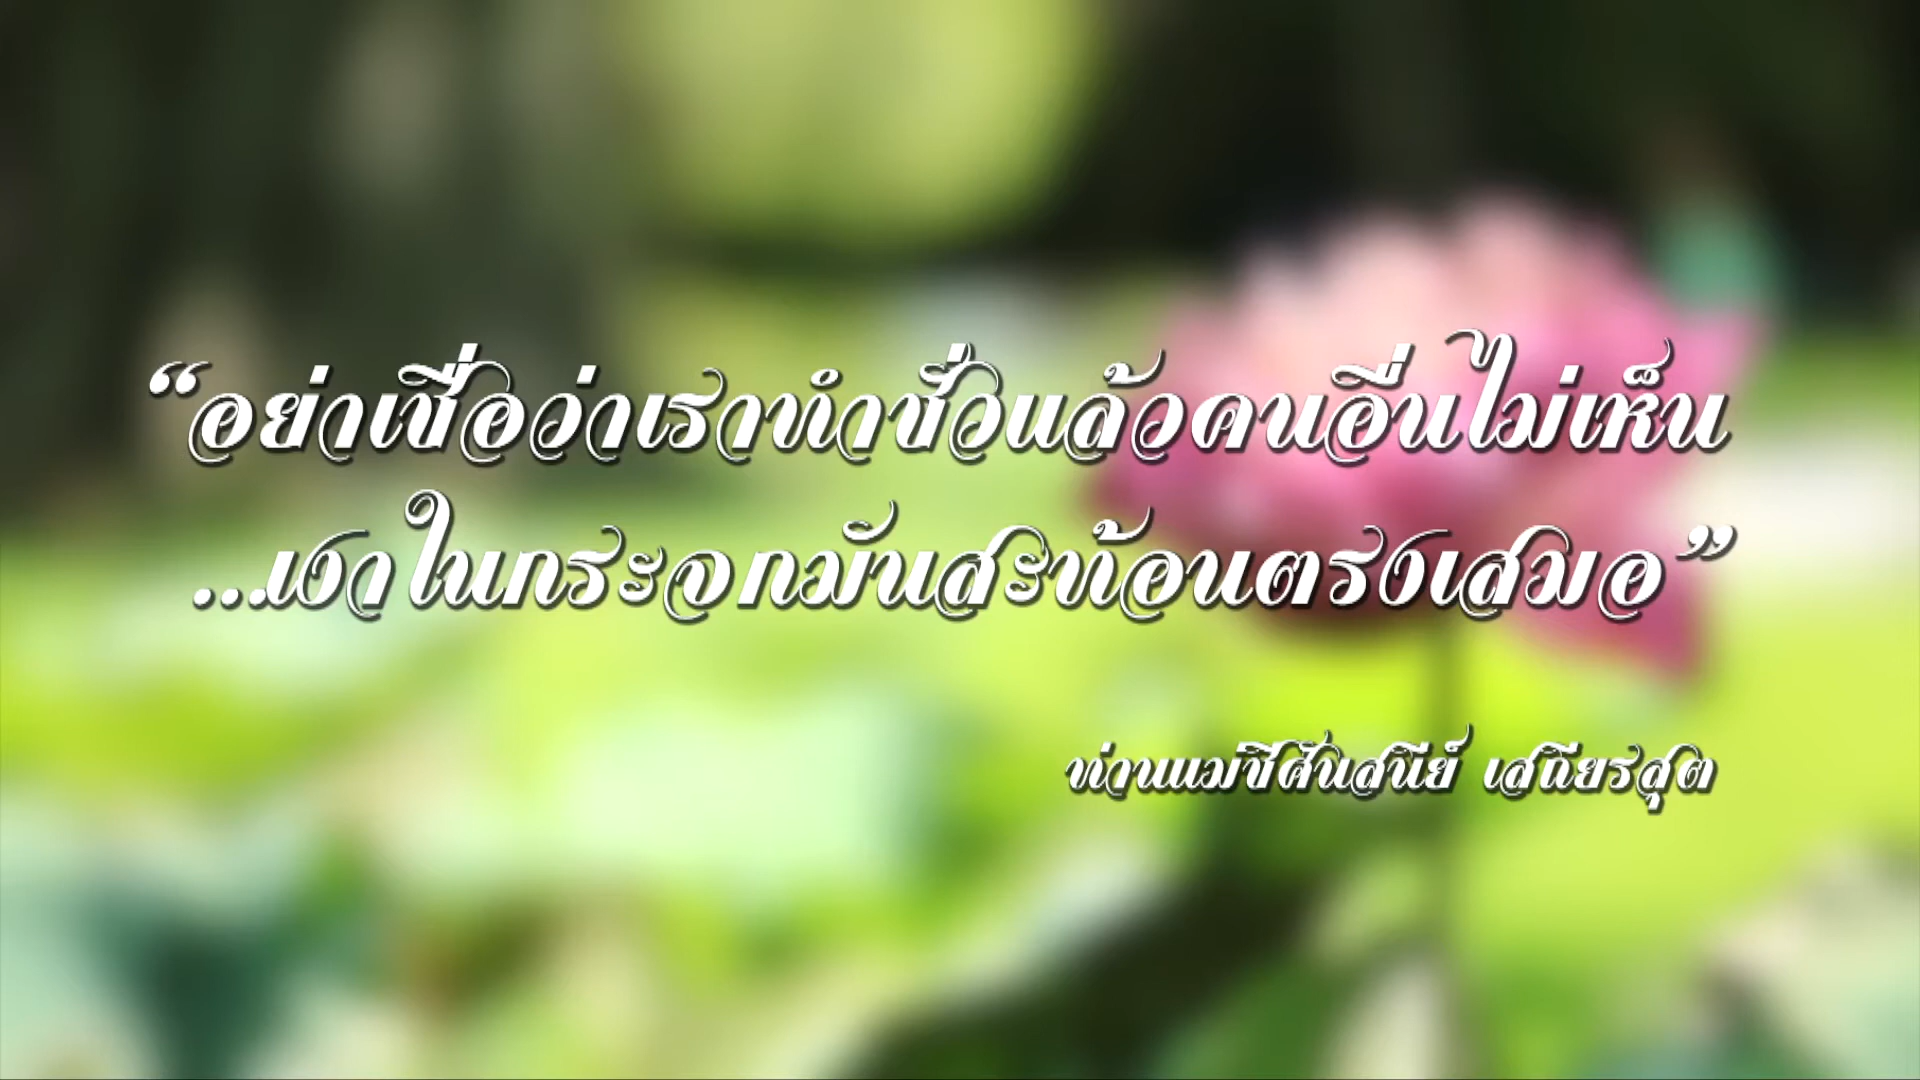 “อย่าเชื่อว่าเราทำชั่วแล้วคนอื่นไม่เห็น
...เงาในกระจกมันสะท้อนตรงเสมอ”
ท่านแม่ชีศันสนีย์ เสถียรสุต